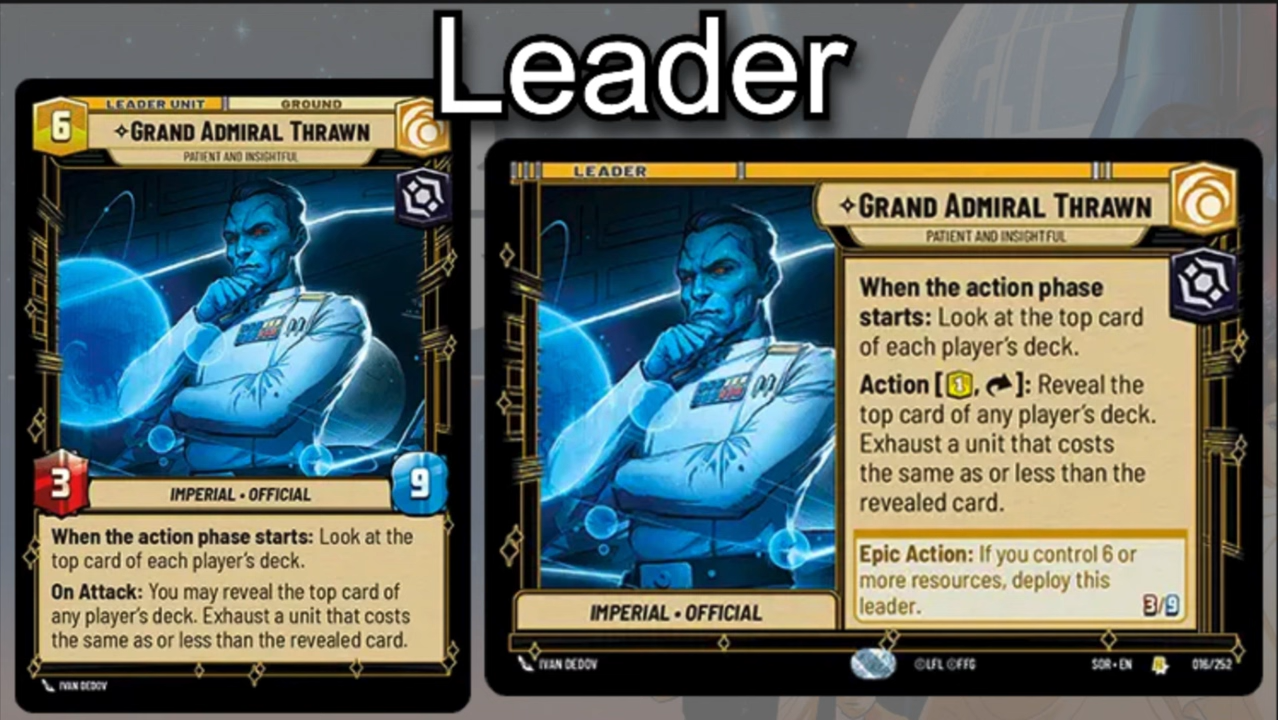 Leader
6
LEADER UNIT
GROUND
GRAND ADMIRAL THRAWN
PATIENT AND INSIGHTFUL
3
IMPERIAL • OFFICIAL
9
When the action phase starts: Look at the
top card of each player's deck.
On Attack: You may reveal the top card of
any player's deck. Exhaust a unit that costs
the same as or less than the revealed card.
IVAN DEDOV
LEADER
GRAND ADMIRAL THRAWN
PATIENT AND INSIGHTFUL
When the action phase
starts: Look at the top card
of each player's deck.
Action [1, ]: Reveal the
top card of any player's deck.
Exhaust a unit that costs
the same as or less than the
revealed card.
Epic Action: If you control 6 or
more resources, deploy this
leader.
3/9
IMPERIAL • OFFICIAL
IVAN DEDOV
©LFL ©FFG
SOR • EN
016/252